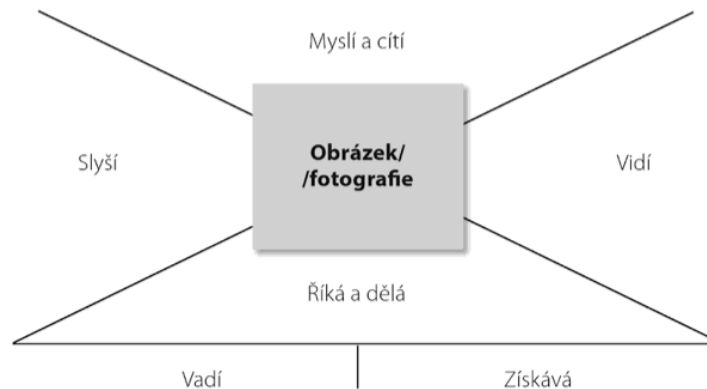 Myslí a cítí
Slyší
Obrázek/
/fotografie
Vidí
Říká a dělá
Vadí
Získává